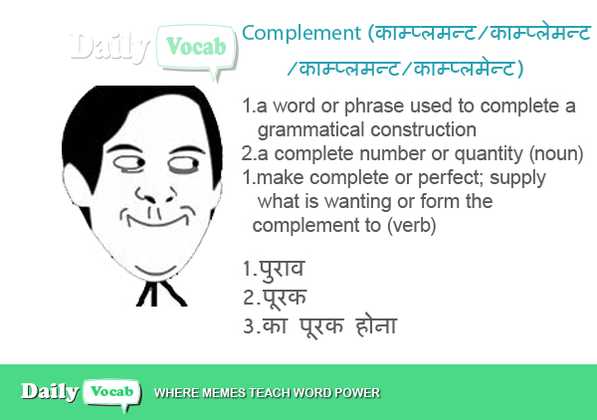 Daily Vocab
Complement (काम्प्लमन्ट/काम्प्लेमन्ट
/काम्प्लमन्ट/काम्प्लमेन्ट)
1.a word or phrase used to complete a
grammatical construction
2.a complete number or quantity (noun)
1.make complete or perfect; supply
what is wanting or form the
complement to (verb)
1.पुराव
2.पूरक
3.का पूरक होना
Daily Vocab WHERE MEMES TEACH WORD POWER